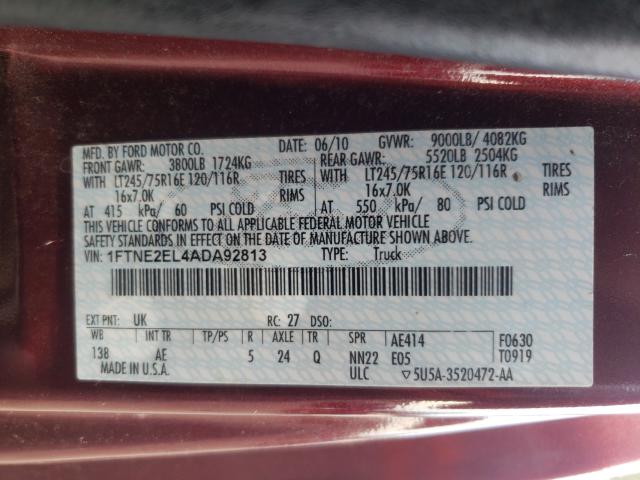 MFD. BY FORD MOTOR CO. DATE: 06/10 GVWR: 9000LB/ 4082KG
FRONT GAWR: 3800LB 1724KG REAR GAWR: 5520LB 2504KG
WITH LT245/75R16E 120/116R TIRES WITH LT245/75R16E 120/116R TIRES
16x7.0K RIMS 16x7.0K RIMS
AT 415 kPa/ 60 PSI COLD AT 550 kPa/ 80 PSI COLD
THIS VEHICLE CONFORMS TO ALL APPLICABLE FEDERAL MOTOR VEHICLE
SAFETY STANDARDS IN EFFECT ON THE DATE OF MANUFACTURE SHOWN ABOVE.
VIN: 1FTNE2EL4ADA92813 TYPE: Truck
EXT PNT: UK RC: 27 DSO:
WB INT TR TP/PS R AXLE TR SPR AE414 F0630
138 AE 5 24 Q NN22 E05 T0919
MADE IN U.S.A. ULC ▽5U5A-3520472-AA